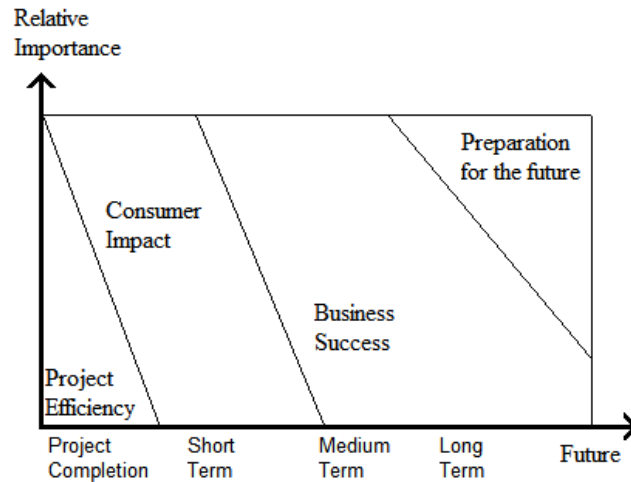 Relative
Importance
Preparation
for the future
Consumer
Impact
Business
Success
Project
Efficiency
Project
Completion
Short
Term
Medium
Term
Long
Term
Future